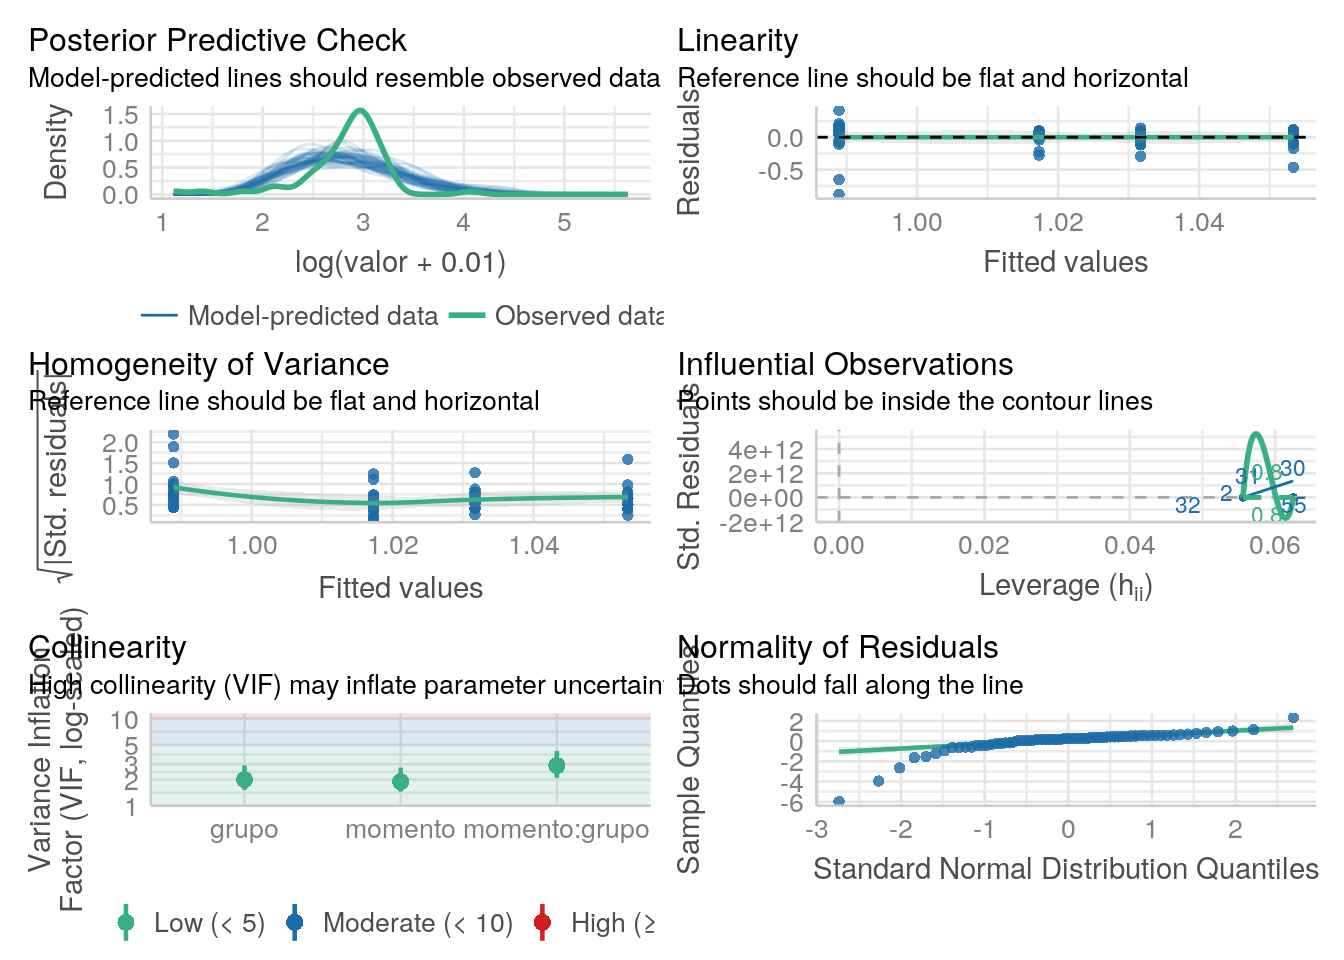 Posterior Predictive Check
Model-predicted lines should resemble observed data
Density
1.5
1.0
0.5
0.0
1 2 3 4 5
log(valor + 0.01)
Model-predicted data Observed data
Linearity
Reference line should be flat and horizontal
Residuals
0.0
-0.5
1.00 1.02 1.04
Fitted values
Homogeneity of Variance
Reference line should be flat and horizontal
√|Std. residuals|
2.0
1.5
1.0
0.5
1.00 1.02 1.04
Fitted values
Influential Observations
Points should be inside the contour lines
Std. Residuals
4e+12
2e+12
0e+00
-2e+12
31 0.8 30
2
32 55
0.8
0.00 0.02 0.04 0.06
Leverage (hii)
Collinearity
High collinearity (VIF) may inflate parameter uncertain
Variance Inflation
Factor (VIF, log-scaled)
10
5
3
2
1
grupo momento momento:grupo
Low (< 5) Moderate (< 10) High (≥
Normality of Residuals
Dots should fall along the line
Sample Quantiles
2
0
-2
-4
-6
-3 -2 -1 0 1 2
Standard Normal Distribution Quantiles